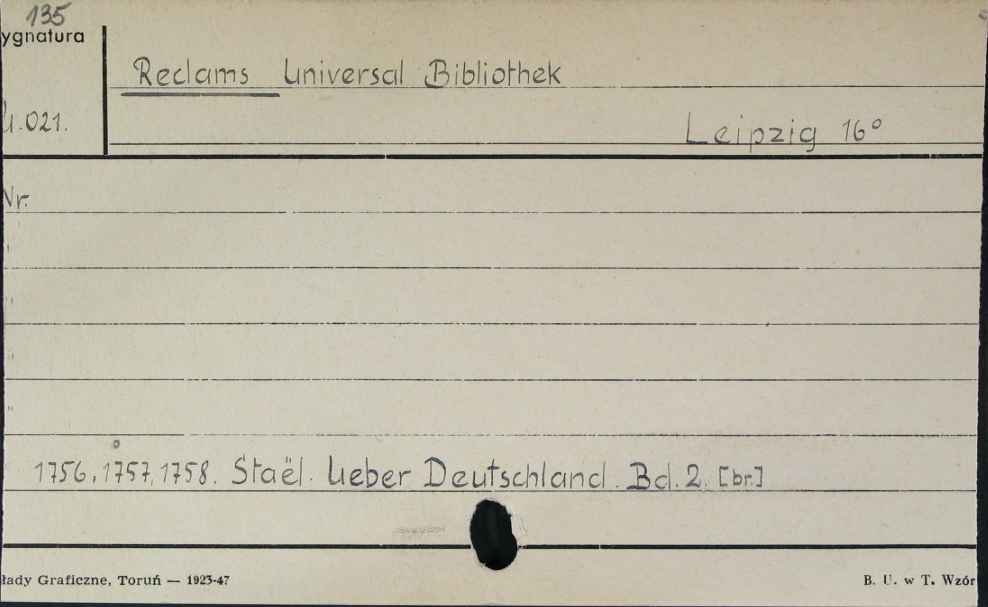 135
ygnatura
Reclams Universal Bibliothek
U.021.
Leipzig 16°
Nr.
"
"
"
"
1756, 1757, 1758. Staël. Ueber Deutschland. Bd. 2. [br.]
łady Graficzne, Toruń — 1923-47
B. U. w T. Wzór